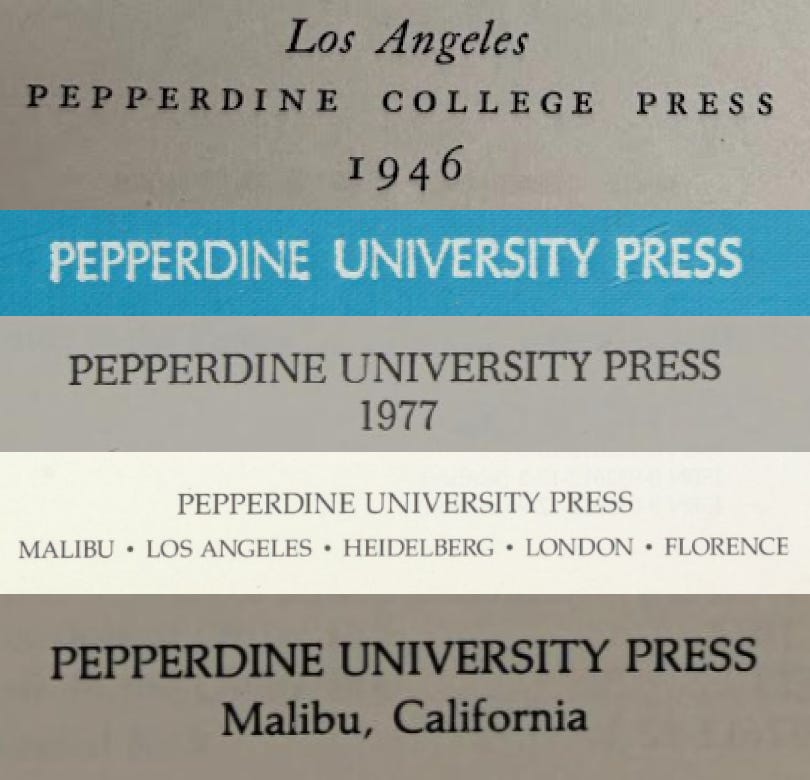 Los Angeles
PEPPERDINE COLLEGE PRESS
1946
PEPPERDINE UNIVERSITY PRESS
PEPPERDINE UNIVERSITY PRESS
1977
PEPPERDINE UNIVERSITY PRESS
MALIBU • LOS ANGELES • HEIDELBERG • LONDON • FLORENCE
PEPPERDINE UNIVERSITY PRESS
Malibu, California